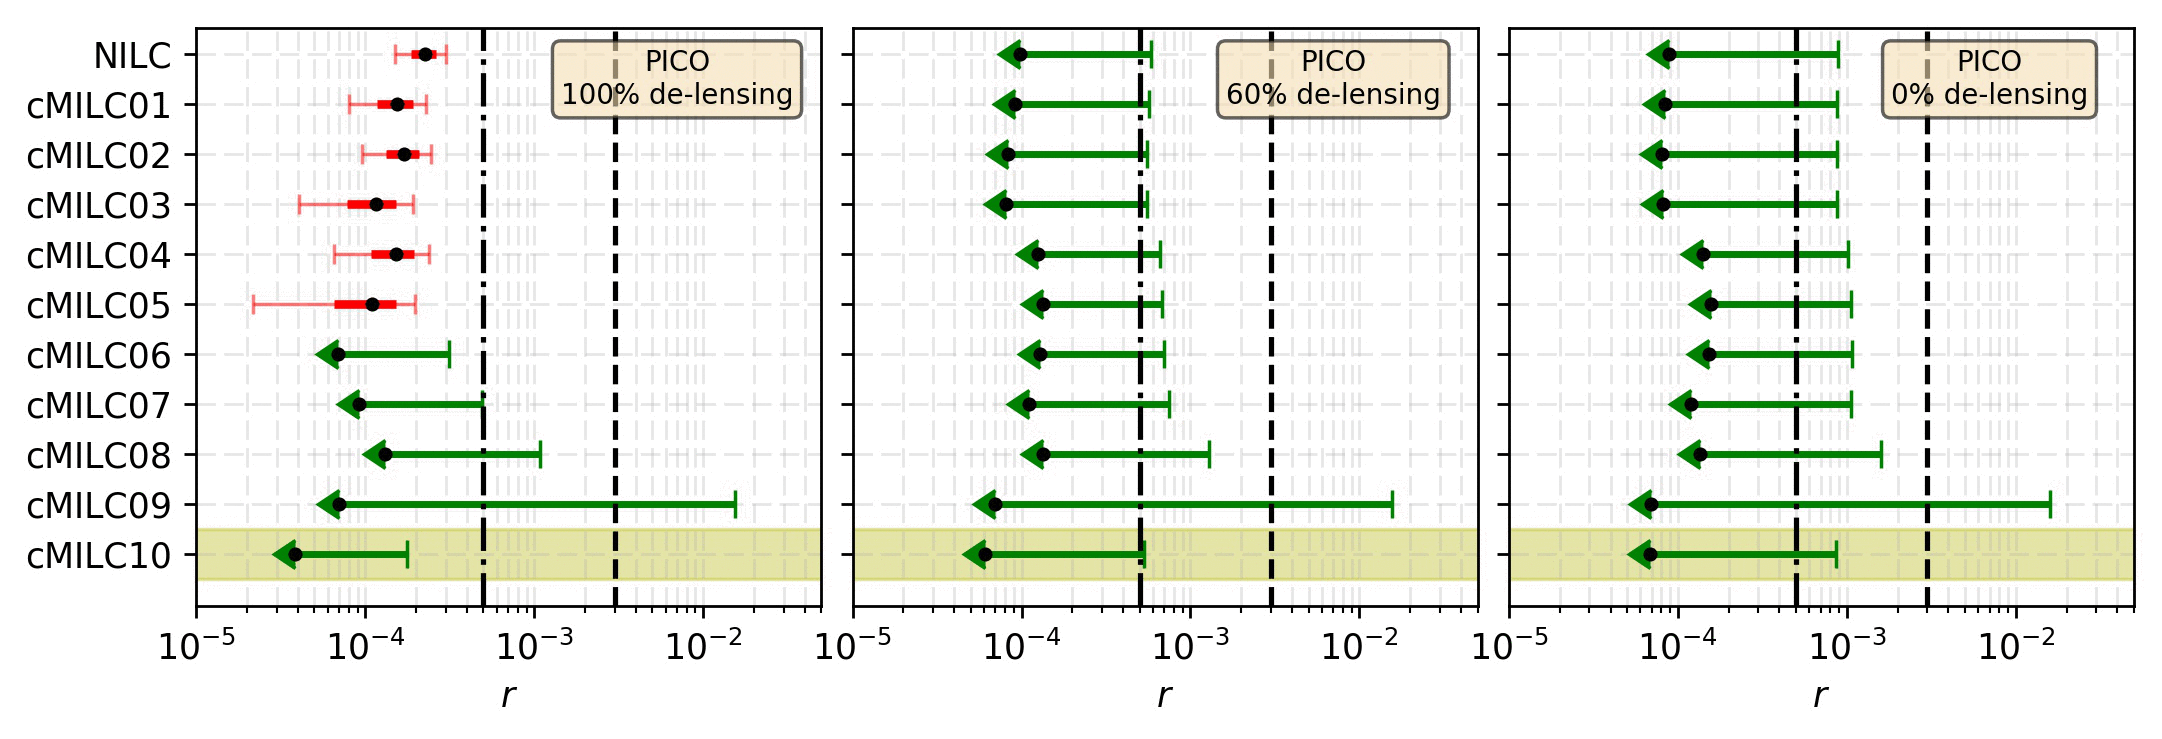 NILC
cMILC01
cMILC02
cMILC03
cMILC04
cMILC05
cMILC06
cMILC07
cMILC08
cMILC09
cMILC10
PICO
100% de-lensing
PICO
60% de-lensing
PICO
0% de-lensing
10⁻⁵ 10⁻⁴ 10⁻³ 10⁻² 10⁻⁵ 10⁻⁴ 10⁻³ 10⁻² 10⁻⁵ 10⁻⁴ 10⁻³ 10⁻²
r r r